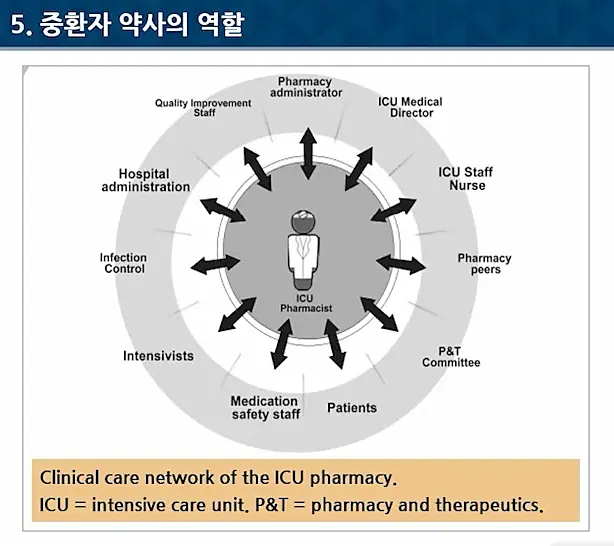 5. 중환자 약사의 역할
Pharmacy
administrator
ICU Medical
Director
ICU Staff
Nurse
Pharmacy
peers
P&T
Committee
Patients
Medication
safety staff
Intensivists
Infection
Control
Hospital
administration
Quality Improvement
Staff
ICU
Pharmacist
Clinical care network of the ICU pharmacy.
ICU = intensive care unit. P&T = pharmacy and therapeutics.